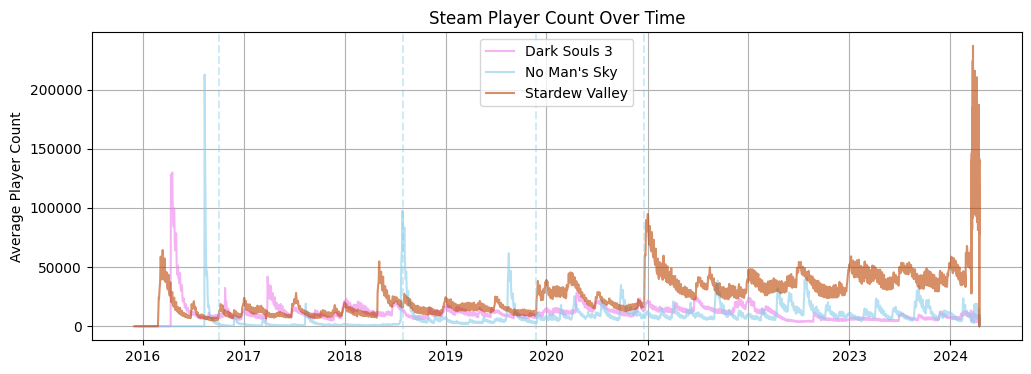 Steam Player Count Over Time
Dark Souls 3
No Man's Sky
Stardew Valley
Average Player Count
200000
150000
100000
50000
0
2016 2017 2018 2019 2020 2021 2022 2023 2024